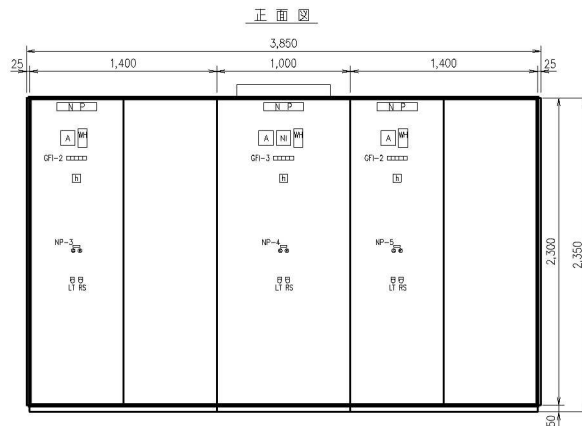 正面図
3,850
25 1,400 1,000 1,400 25
N P N P N P
A WH A NI WH A WH
GFI-2 GFI-3 GFI-2
h h h
NP-3 NP-4 NP-5
LT RS LT RS LT RS
2,300
2,350
50